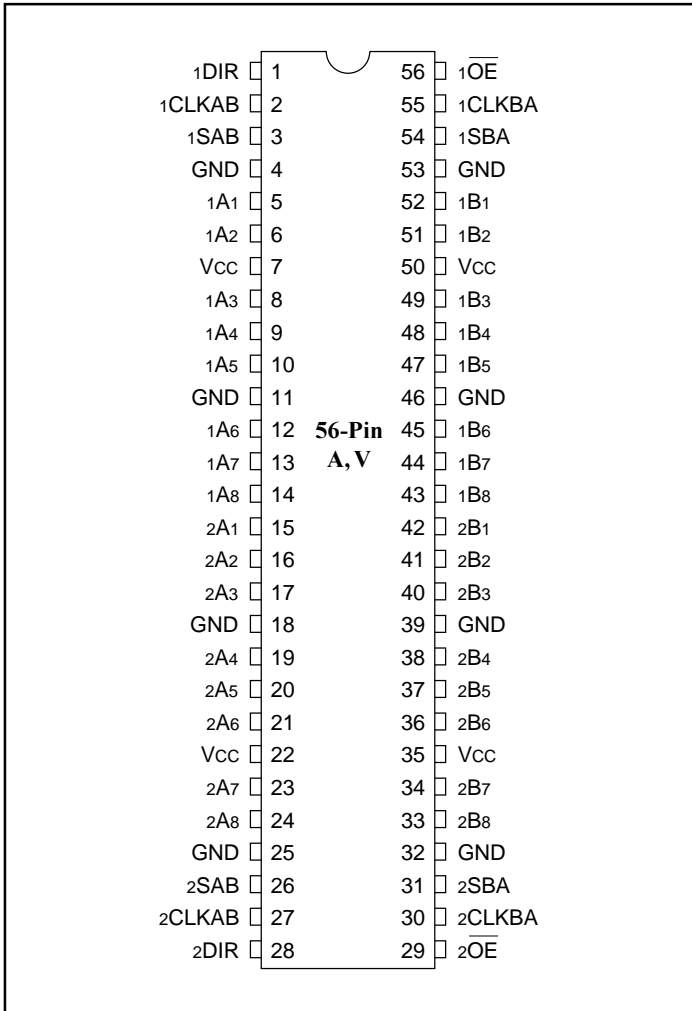 1DIR 1 56 1O̅E̅
1CLKAB 2 55 1CLKBA
1SAB 3 54 1SBA
GND 4 53 GND
1A1 5 52 1B1
1A2 6 51 1B2
VCC 7 50 VCC
1A3 8 49 1B3
1A4 9 48 1B4
1A5 10 47 1B5
GND 11 46 GND
1A6 12 56-Pin 45 1B6
1A7 13 A, V 44 1B7
1A8 14 43 1B8
2A1 15 42 2B1
2A2 16 41 2B2
2A3 17 40 2B3
GND 18 39 GND
2A4 19 38 2B4
2A5 20 37 2B5
2A6 21 36 2B6
VCC 22 35 VCC
2A7 23 34 2B7
2A8 24 33 2B8
GND 25 32 GND
2SAB 26 31 2SBA
2CLKAB 27 30 2CLKBA
2DIR 28 29 2O̅E̅